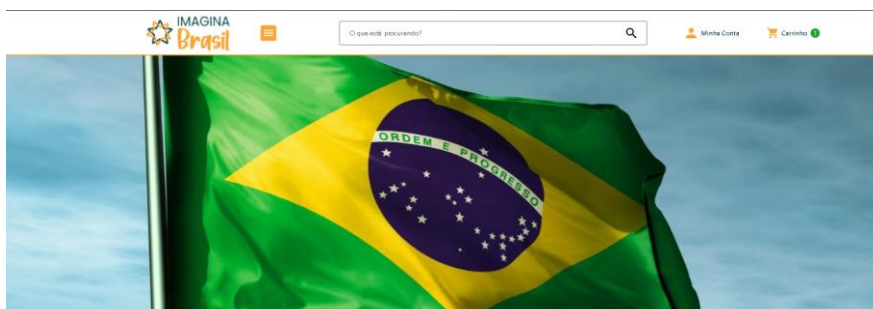 IMAGINA
Brasil
O que está procurando?
Minha Conta
Carrinho 1
ORDEM E PROGRESSO